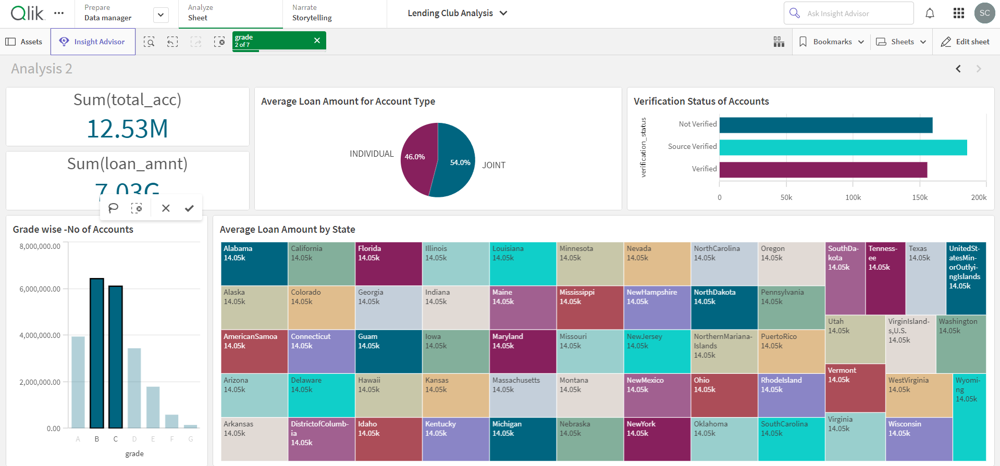 Qlik
Prepare
Data manager
Analyze
Sheet
Narrate
Storytelling
Lending Club Analysis
Ask Insight Advisor
SC
Assets
Insight Advisor
grade
2 of 7
Bookmarks
Sheets
Edit sheet
Analysis 2
Sum(total_acc)
12.53M
Sum(loan_amnt)
7.03G
Average Loan Amount for Account Type
INDIVIDUAL
46.0%
54.0%
JOINT
Verification Status of Accounts
verification_status
Not Verified
Source Verified
Verified
0
50k
100k
150k
200k
Grade wise -No of Accounts
8,000,000.00
6,000,000.00
4,000,000.00
2,000,000.00
0.00
A
B
C
D
E
F
G
grade
Average Loan Amount by State
Alabama
14.05k
California
14.05k
Florida
14.05k
Illinois
14.05k
Louisiana
14.05k
Minnesota
14.05k
Nevada
14.05k
NorthCarolina
14.05k
Oregon
14.05k
SouthDa-
kota
14.05k
Tenness-
ee
14.05k
Texas
14.05k
UnitedSt-
atesMin-
orOutlyi-
ngIslands
14.05k
Alaska
14.05k
Colorado
14.05k
Georgia
14.05k
Indiana
14.05k
Maine
14.05k
Mississippi
14.05k
NewHampshire
14.05k
NorthDakota
14.05k
Pennsylvania
14.05k
Utah
14.05k
VirginIsland-
s,U.S.
14.05k
Washington
14.05k
AmericanSamoa
14.05k
Connecticut
14.05k
Guam
14.05k
Iowa
14.05k
Maryland
14.05k
Missouri
14.05k
NewJersey
14.05k
NorthernMariana-
Islands
14.05k
PuertoRico
14.05k
Vermont
14.05k
Arizona
14.05k
Delaware
14.05k
Hawaii
14.05k
Kansas
14.05k
Massachusetts
14.05k
Montana
14.05k
NewMexico
14.05k
Ohio
14.05k
RhodeIsland
14.05k
WestVirginia
14.05k
Wyomi-
ng
14.05k
Arkansas
14.05k
DistrictofColumb-
ia
14.05k
Idaho
14.05k
Kentucky
14.05k
Michigan
14.05k
Nebraska
14.05k
NewYork
14.05k
Oklahoma
14.05k
SouthCarolina
14.05k
Virginia
14.05k
Wisconsin
14.05k